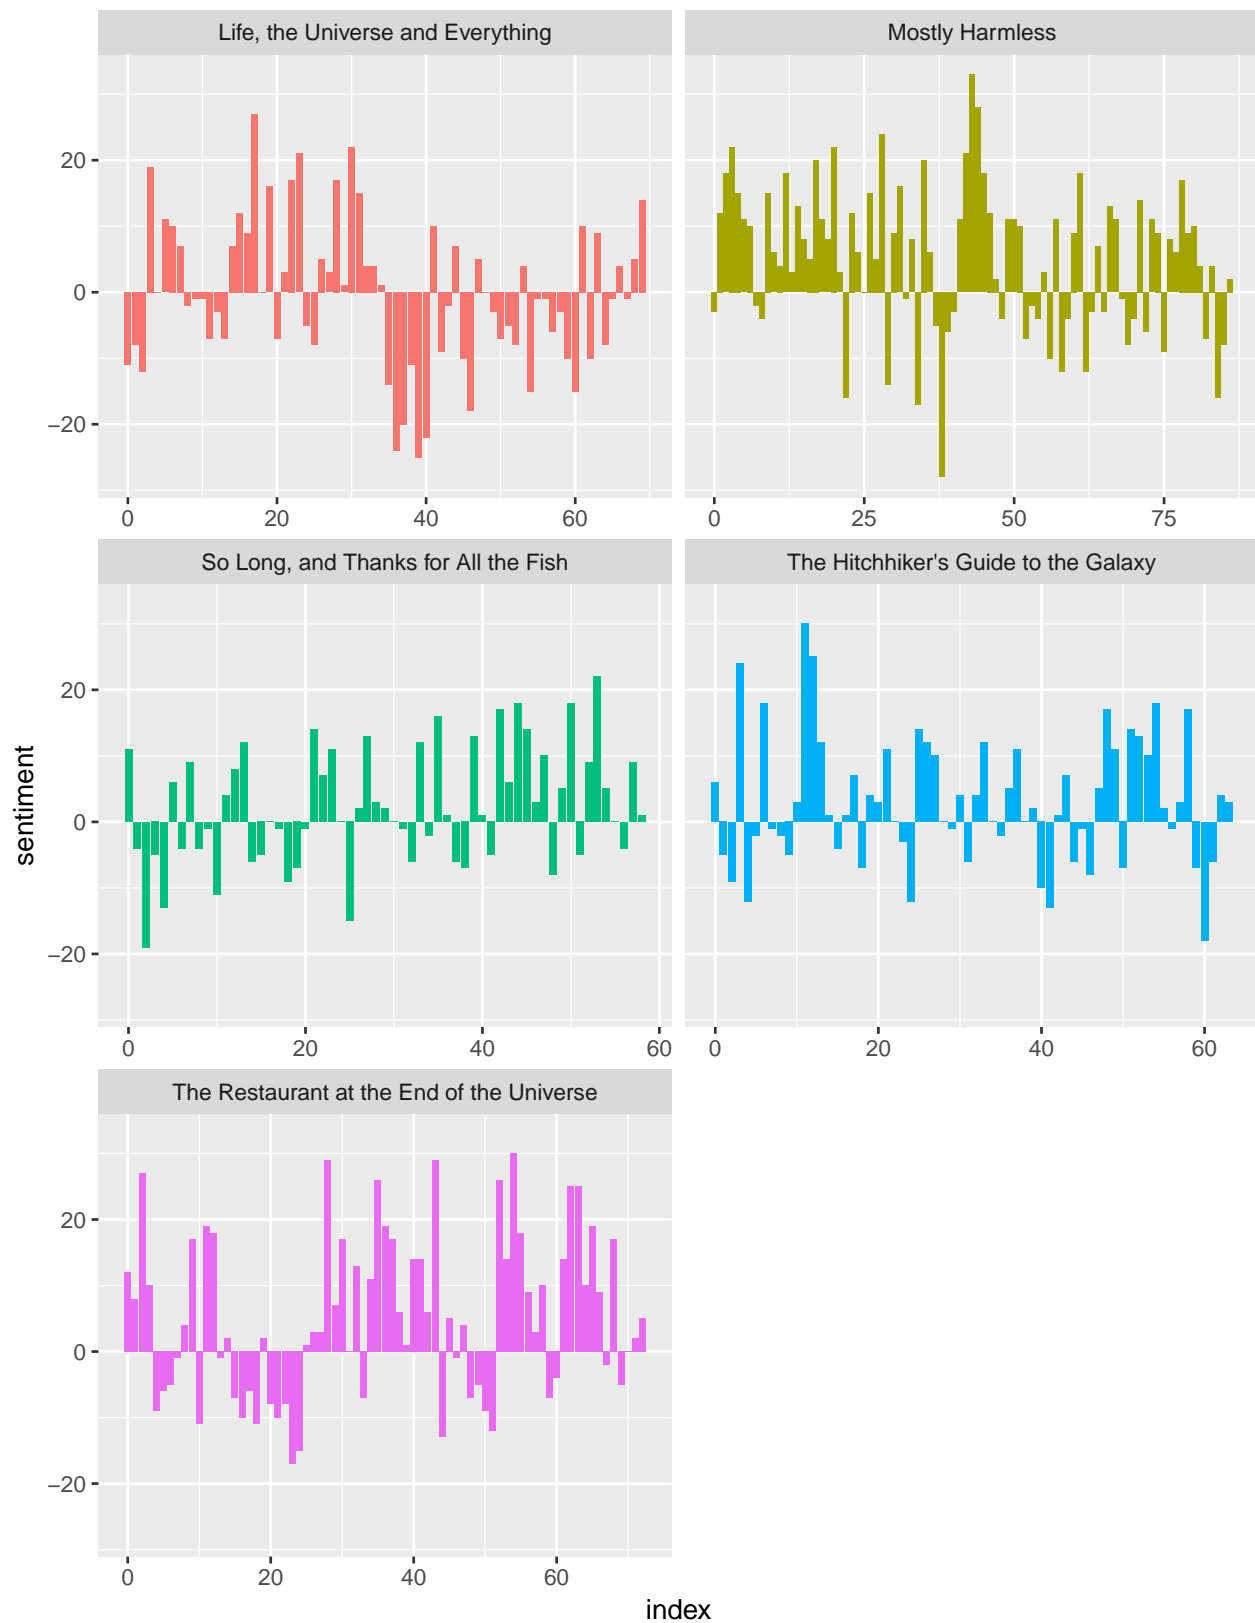 Life, the Universe and Everything
Mostly Harmless
20
0
−20
0 20 40 60
0 25 50 75
So Long, and Thanks for All the Fish
The Hitchhiker's Guide to the Galaxy
sentiment
20
0
−20
0 20 40 60
0 20 40 60
The Restaurant at the End of the Universe
20
0
−20
0 20 40 60
index